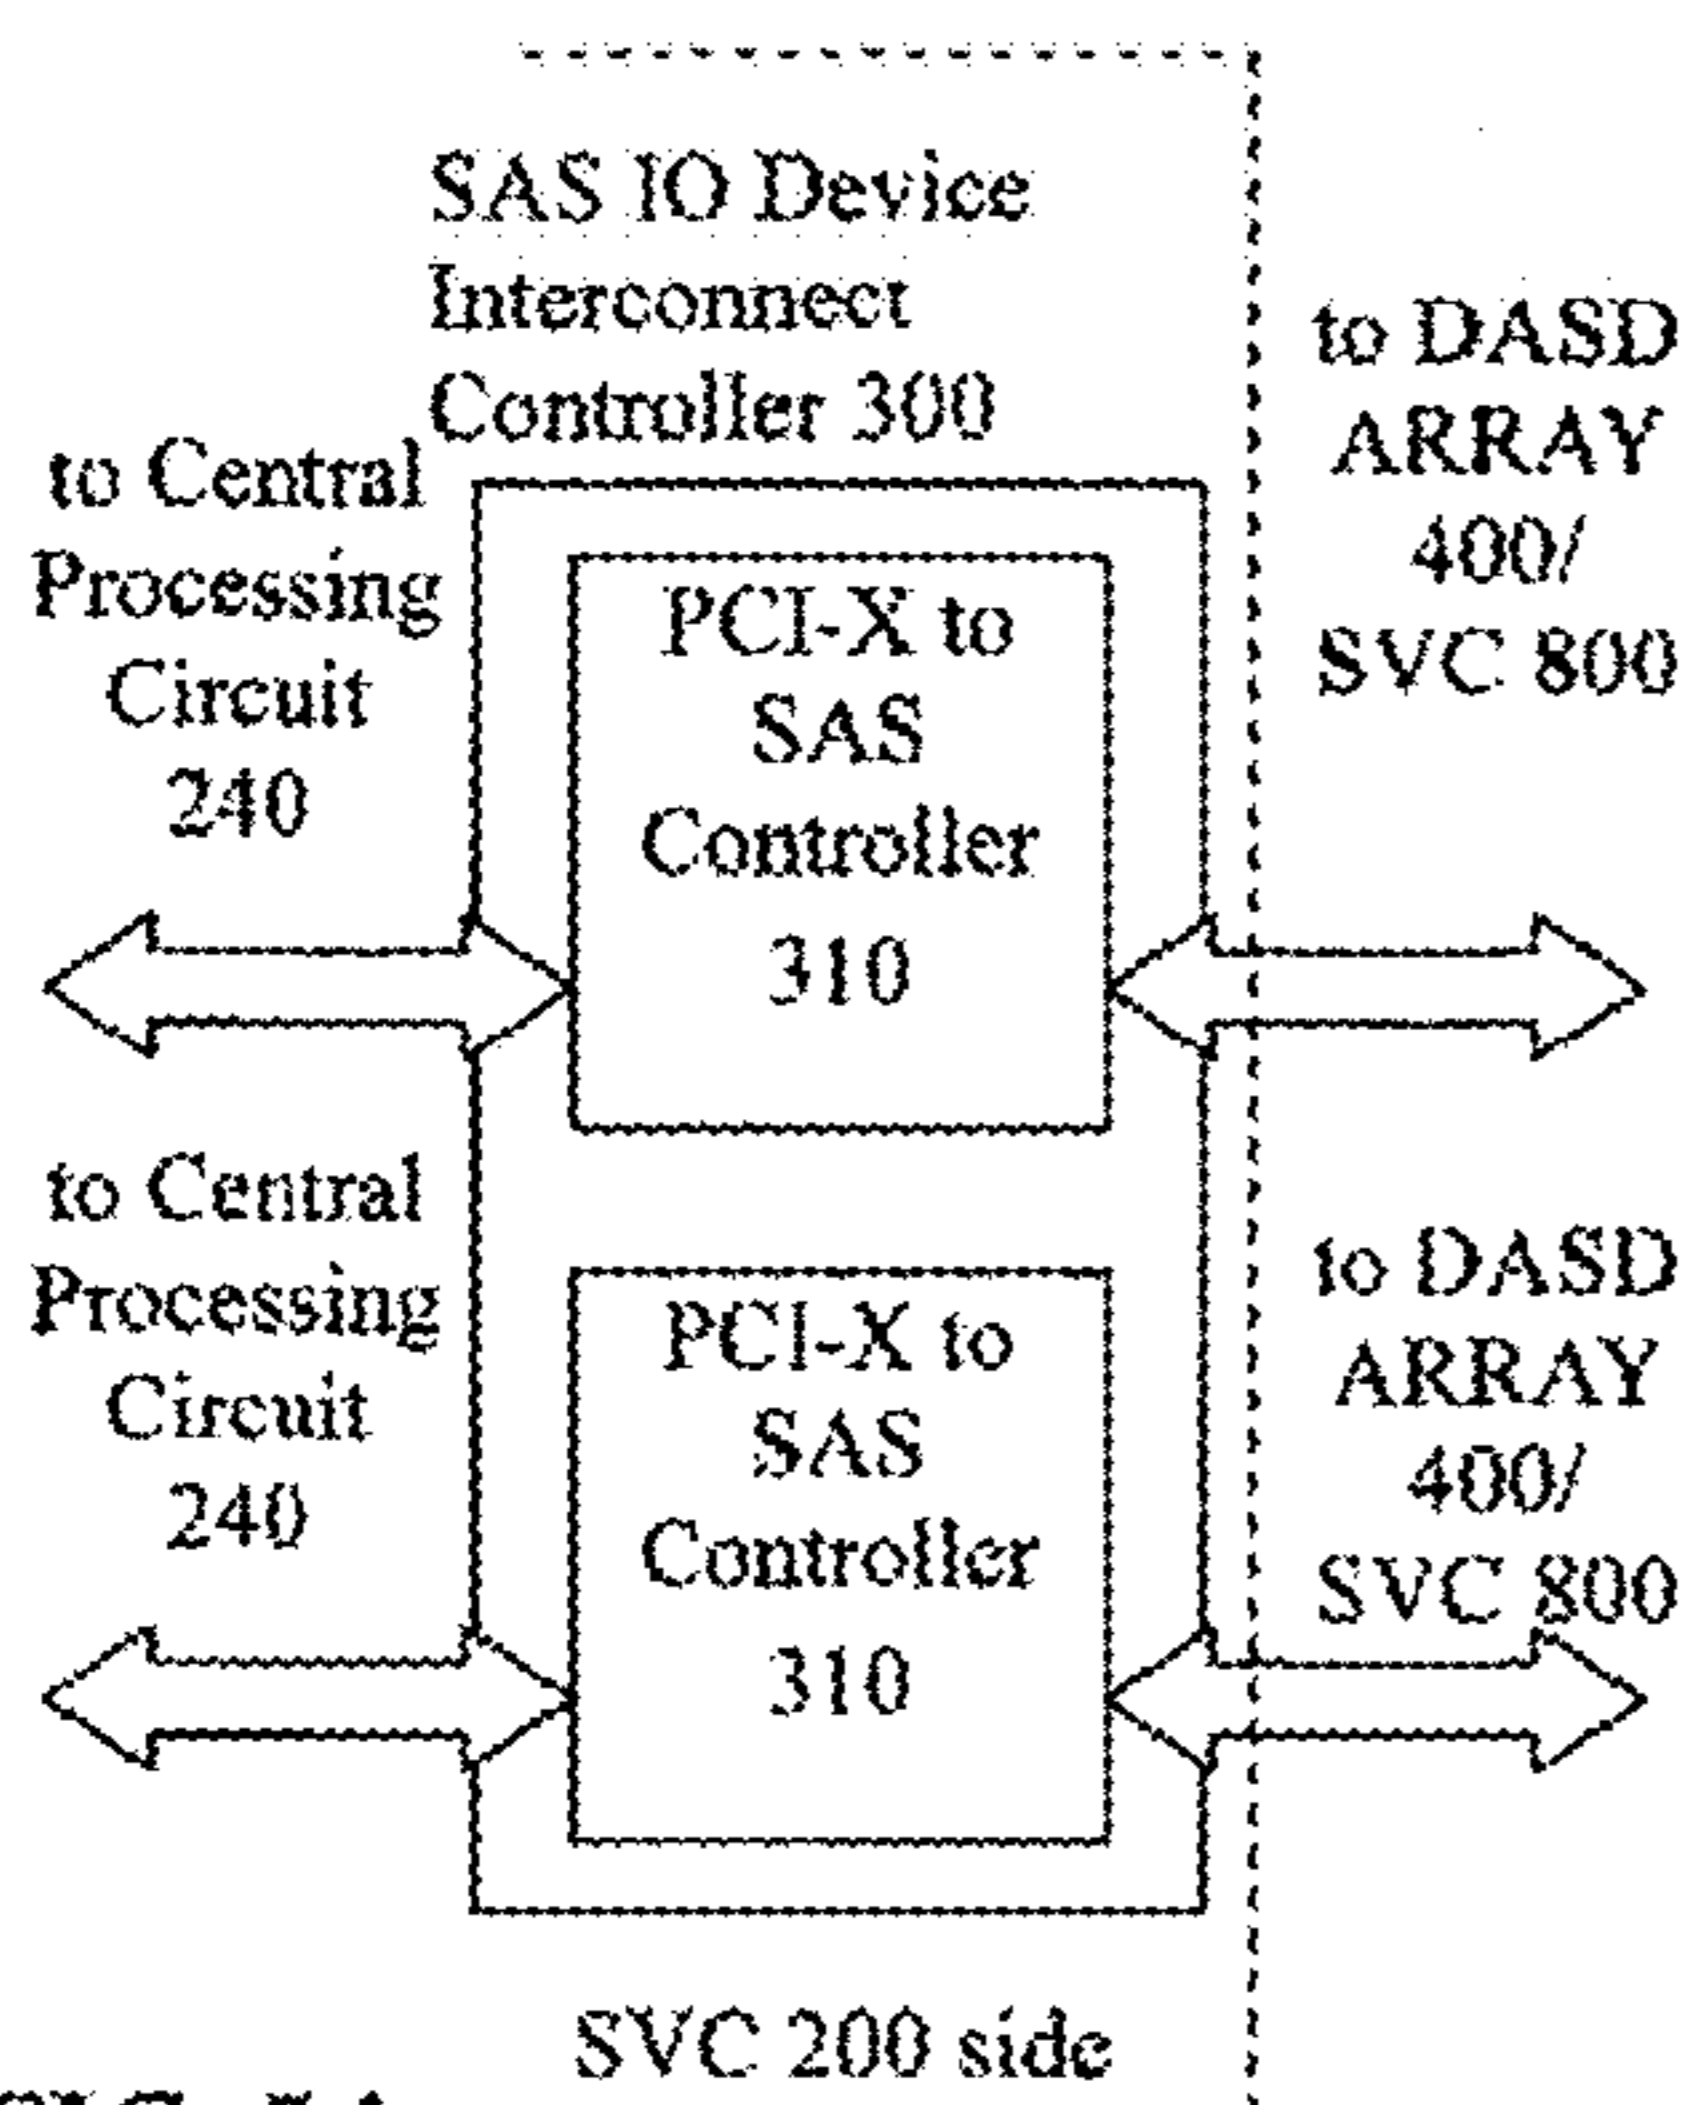 SAS IO Device
Interconnect
Controller 300
to Central
Processing
Circuit
240
PCI-X to
SAS
Controller
310
to DASD
ARRAY
400/
SVC 800
to Central
Processing
Circuit
240
PCI-X to
SAS
Controller
310
to DASD
ARRAY
400/
SVC 800
SVC 200 side